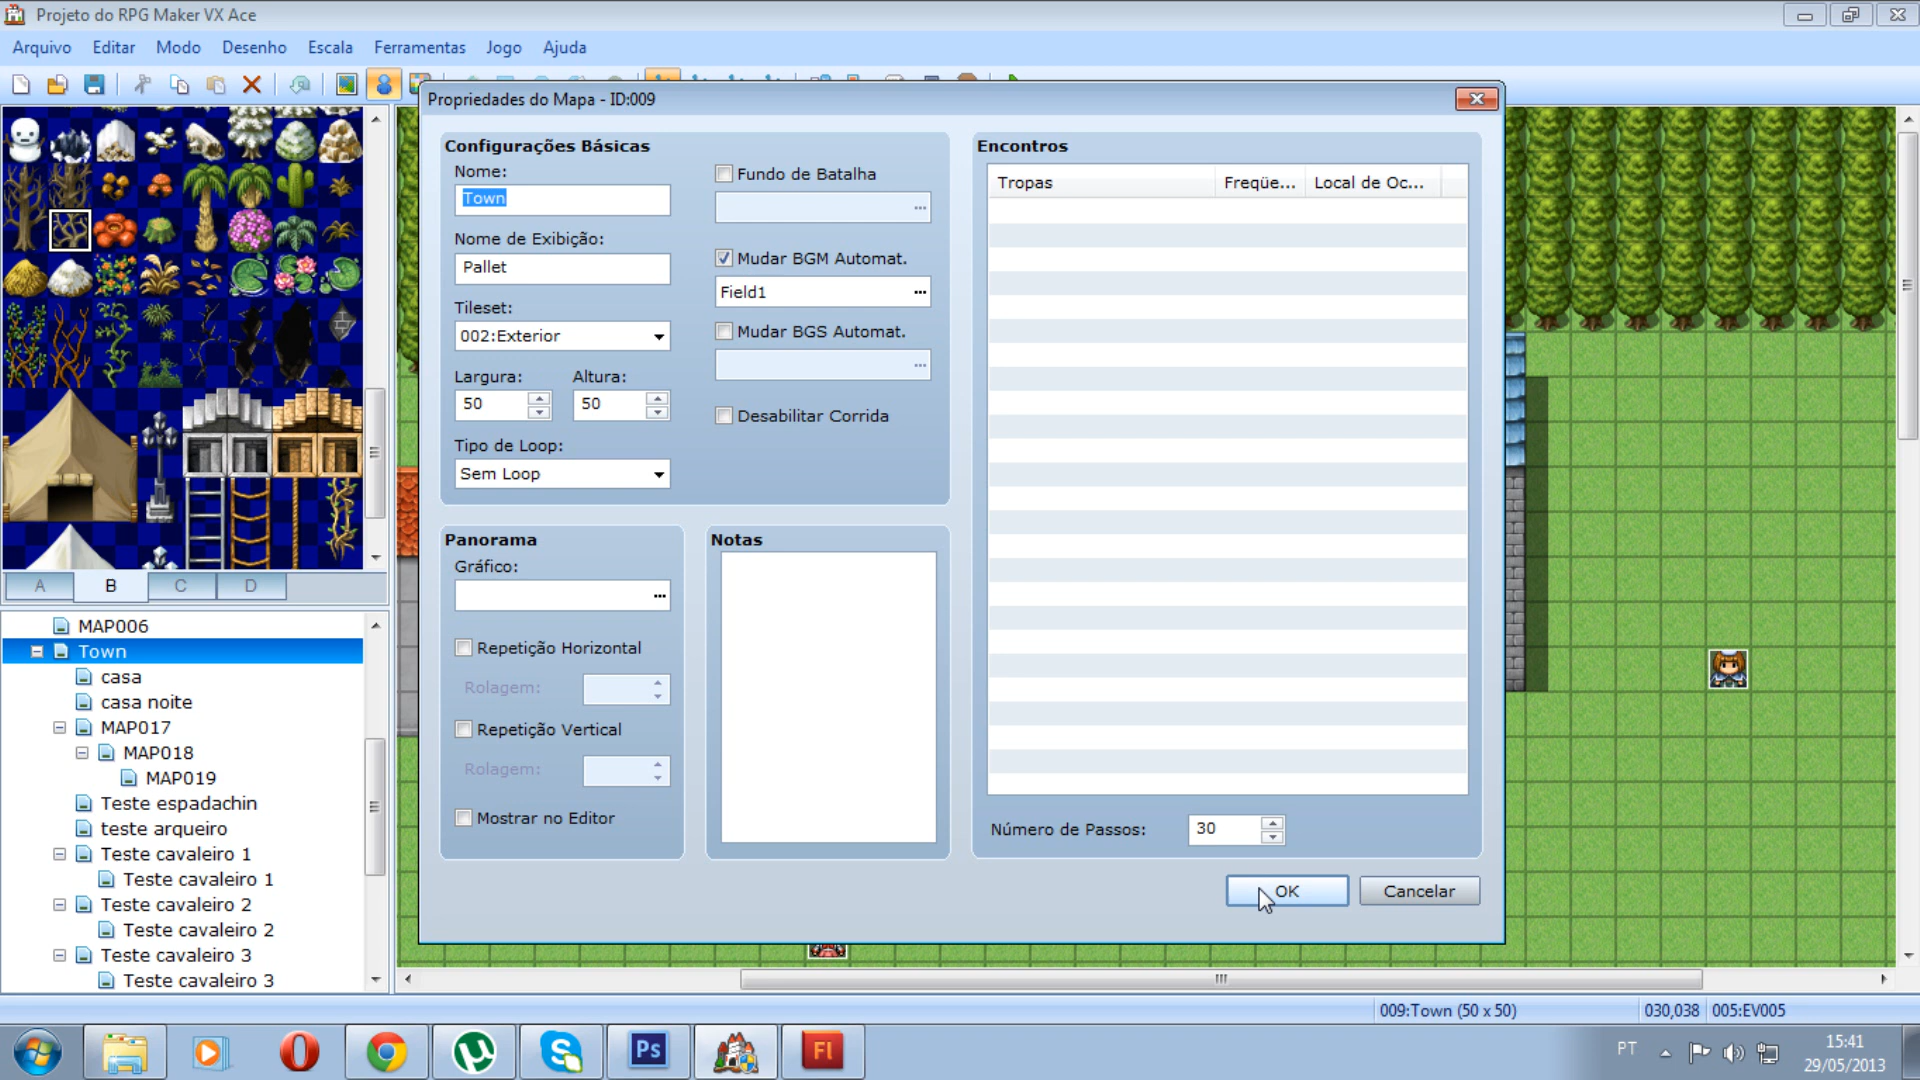 Projeto do RPG Maker VX Ace
Arquivo Editar Modo Desenho Escala Ferramentas Jogo Ajuda
Propriedades do Mapa - ID:009
Configurações Básicas
Nome:
Town
Nome de Exibição:
Pallet
Tileset:
002:Exterior
Largura: Altura:
50 50
Tipo de Loop:
Sem Loop
Fundo de Batalha
...
Mudar BGM Automat.
Field1 ...
Mudar BGS Automat.
...
Desabilitar Corrida
Panorama
Gráfico:
...
Repetição Horizontal
Rolagem:
Repetição Vertical
Rolagem:
Mostrar no Editor
Notas
Encontros
Tropas Freqüe... Local de Oc...
Número de Passos: 30
OK Cancelar
A B C D
MAP006
Town
casa
casa noite
MAP017
MAP018
MAP019
Teste espadachin
teste arqueiro
Teste cavaleiro 1
Teste cavaleiro 1
Teste cavaleiro 2
Teste cavaleiro 2
Teste cavaleiro 3
Teste cavaleiro 3
009:Town (50 x 50) 030,038 005:EV005
Ps Fl
PT
15:41
29/05/2013